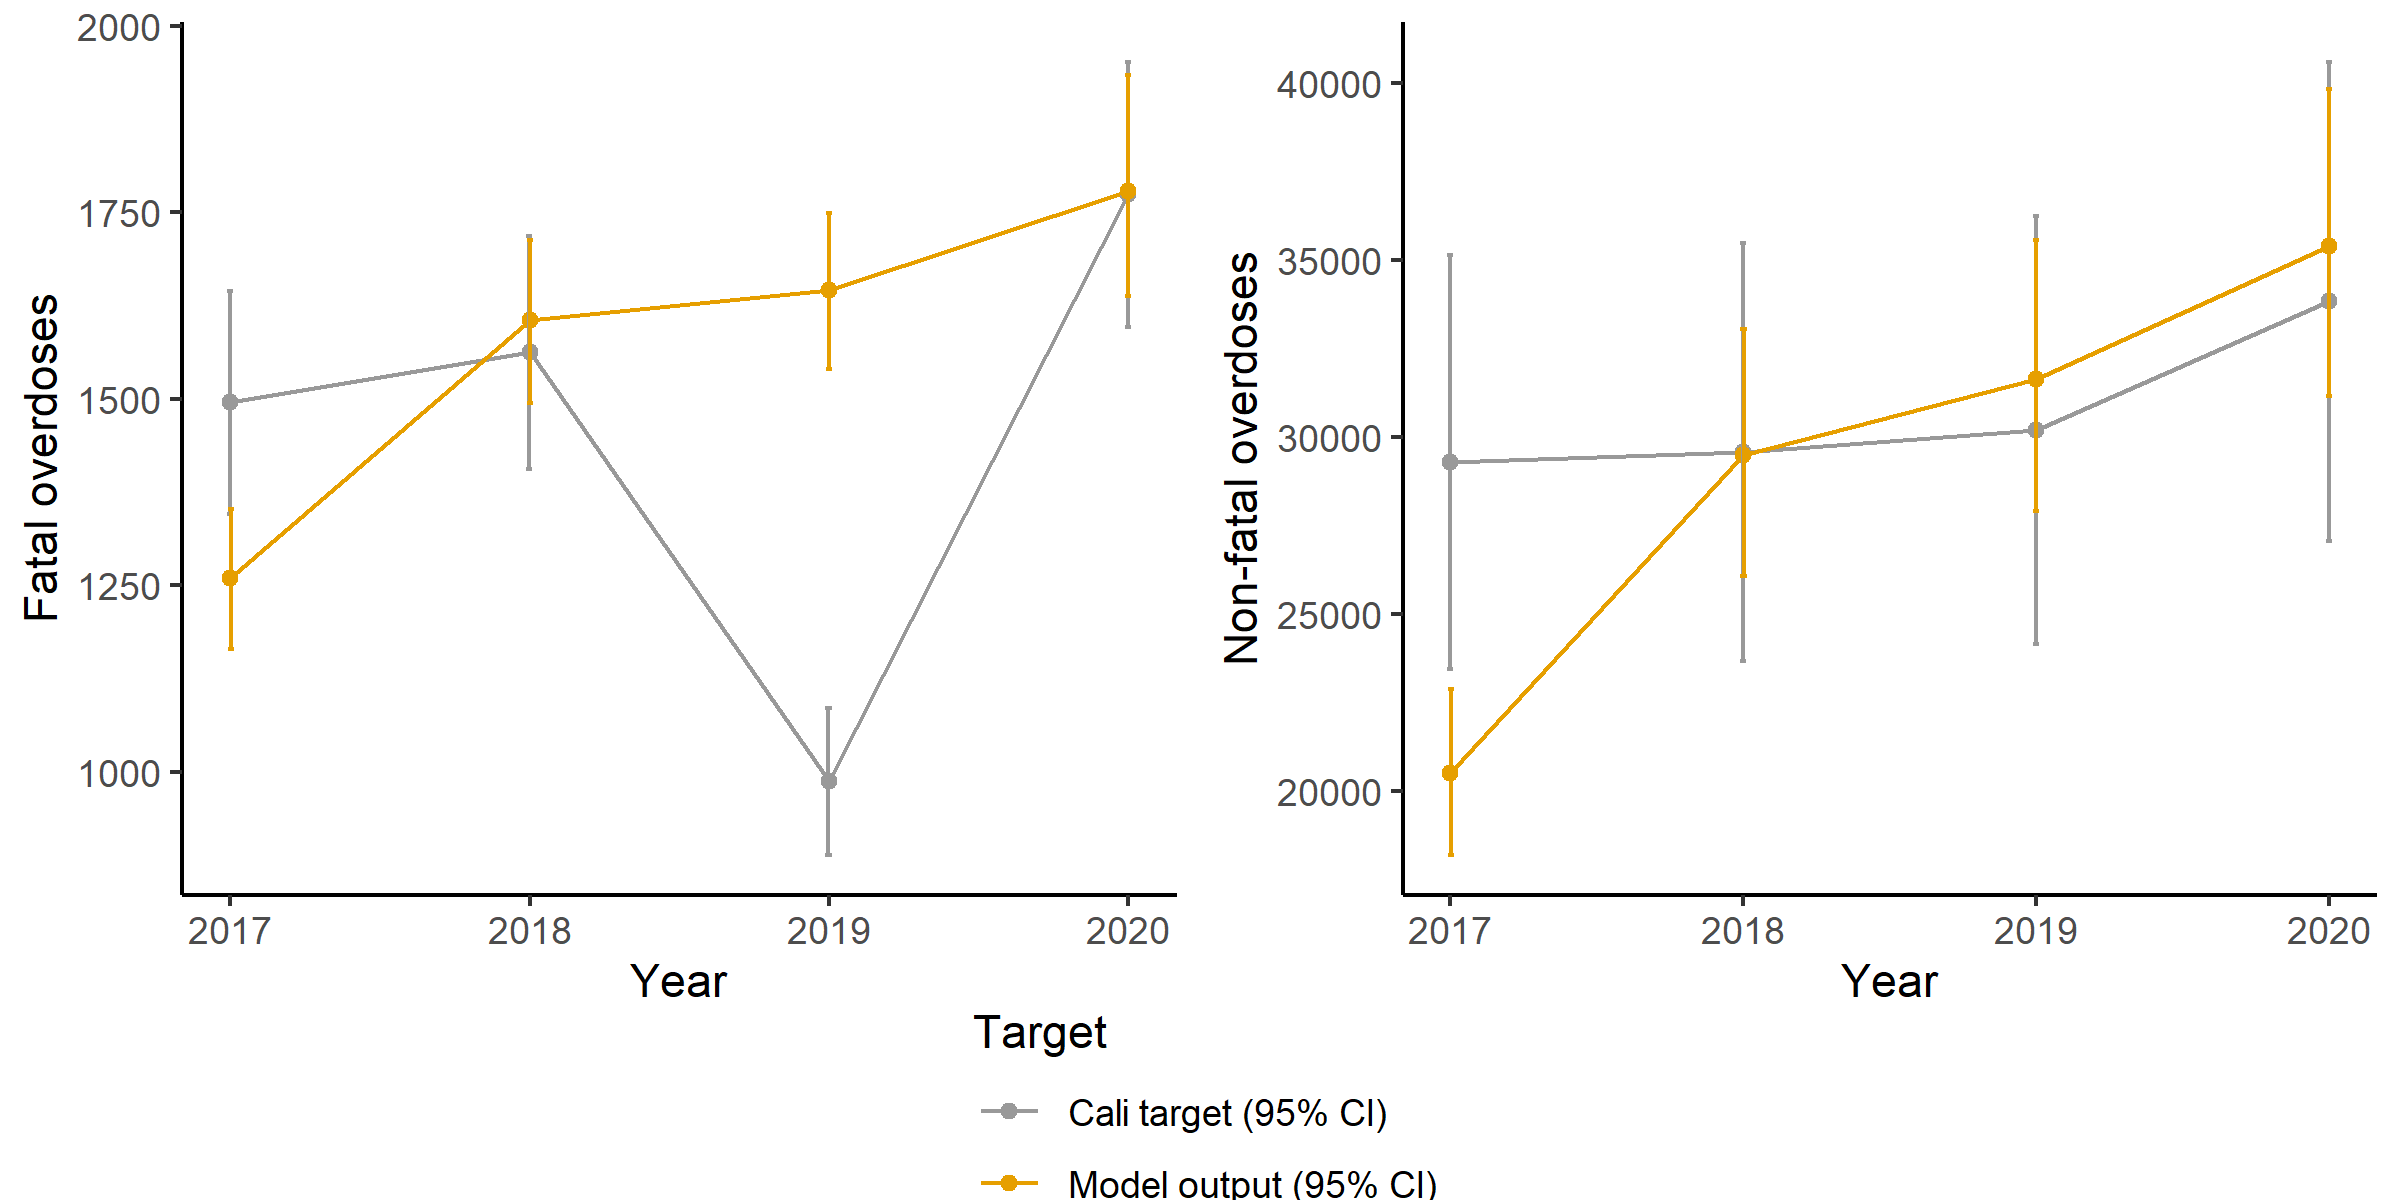 Fatal overdoses
2000
1750
1500
1250
1000
2017 2018 2019 2020
Year
Non-fatal overdoses
40000
35000
30000
25000
20000
2017 2018 2019 2020
Year
Target
Cali target (95% CI)
Model output (95% CI)